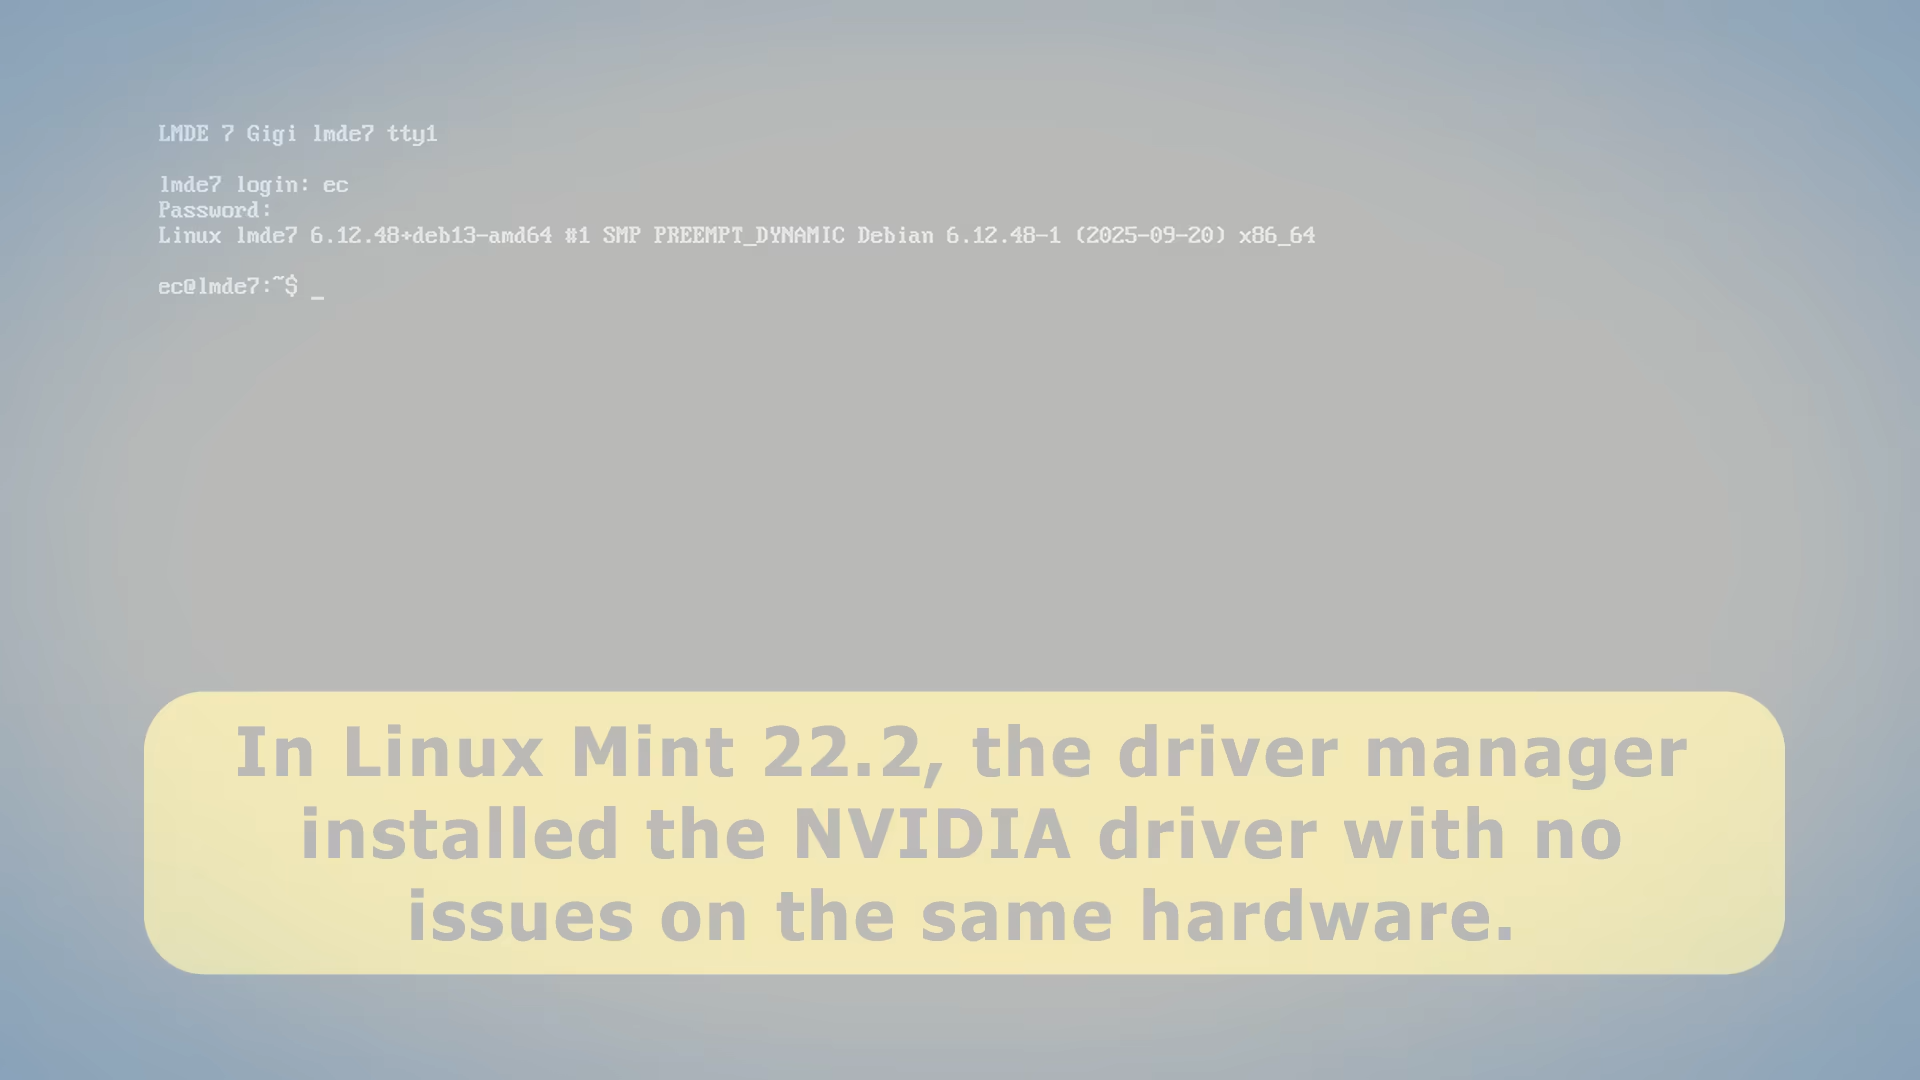 LMDE 7 Gigi lmde7 tty1
lmde7 login: ec
Password:
Linux lmde7 6.12.48+deb13-amd64 #1 SMP PREEMPT_DYNAMIC Debian 6.12.48-1 (2025-09-20) x86_64
ec@lmde7:~$ _
In Linux Mint 22.2, the driver manager
installed the NVIDIA driver with no
issues on the same hardware.